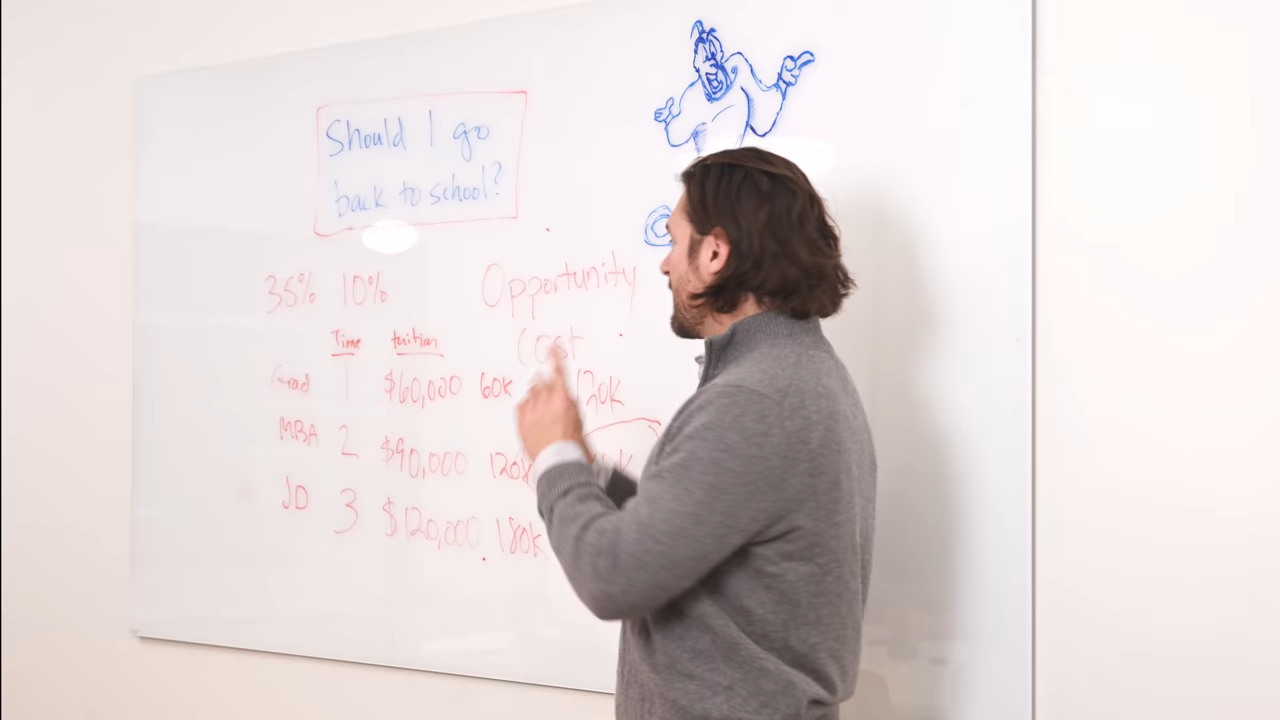 Should I go
back to school?
35% 10%
Opportunity
Cost
Time tuition
Grad 1 $60,000 60K 120K
MBA 2 $90,000 120K
JD 3 $120,000 180K